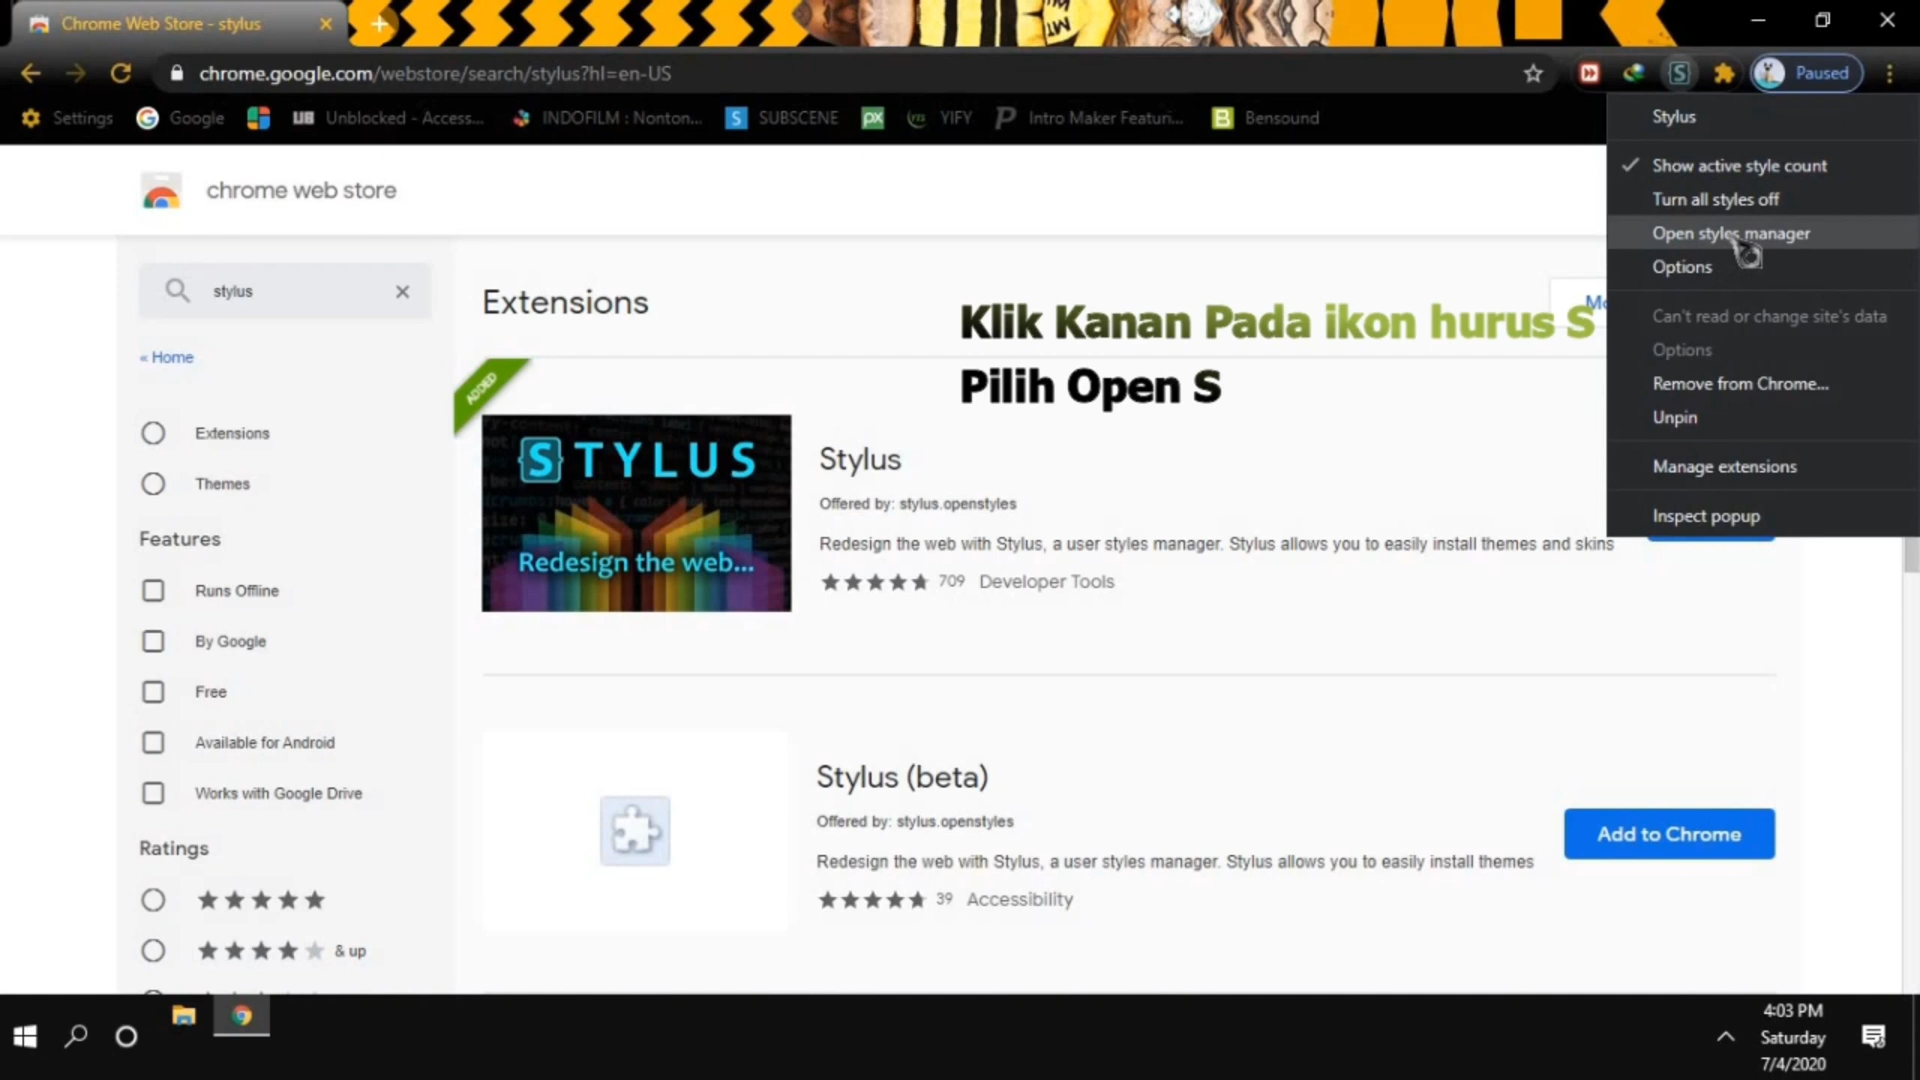 Chrome Web Store - stylus
chrome.google.com/webstore/search/stylus?hl=en-US
Paused
Settings
Google
UB Unblocked - Access...
INDOFILM : Nonton...
S SUBSCENE
px
YIFY
Intro Maker Featuri...
B Bensound
Stylus
Show active style count
Turn all styles off
Open styles manager
Options
Can't read or change site's data
Options
Remove from Chrome...
Unpin
Manage extensions
Inspect popup
chrome web store
stylus
« Home
Extensions
Themes
Features
Runs Offline
By Google
Free
Available for Android
Works with Google Drive
Ratings
& up
Extensions
Mo
Klik Kanan Pada ikon hurus S
Pilih Open S
ADDED
STYLUS
Redesign the web...
Stylus
Offered by: stylus.openstyles
Redesign the web with Stylus, a user styles manager. Stylus allows you to easily install themes and skins
709 Developer Tools
Stylus (beta)
Offered by: stylus.openstyles
Redesign the web with Stylus, a user styles manager. Stylus allows you to easily install themes
39 Accessibility
Add to Chrome
4:03 PM
Saturday
7/4/2020